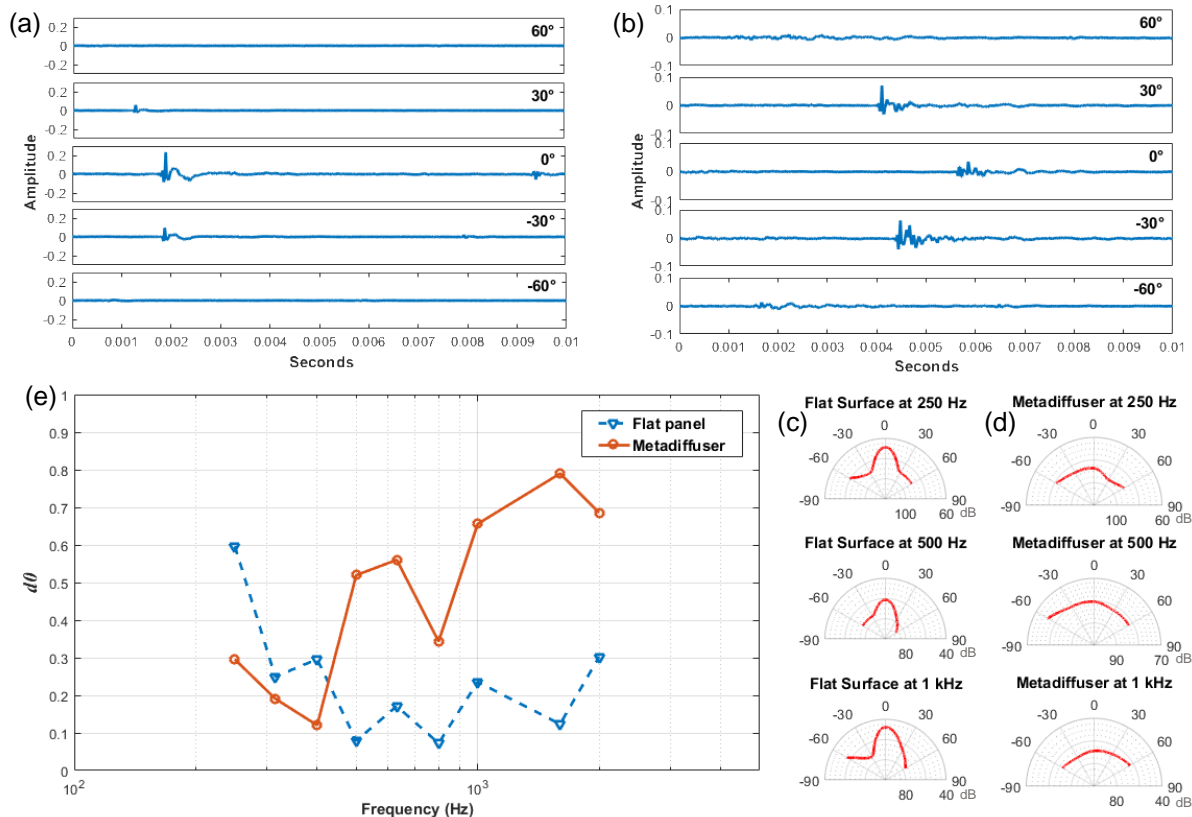 (a)
0.2
0
-0.2
60°
0.2
0
-0.2
30°
0.2
0
-0.2
0°
0.2
0
-0.2
-30°
0.2
0
-0.2
-60°
Amplitude
0 0.001 0.002 0.003 0.004 0.005 0.006 0.007 0.008 0.009 0.01
Seconds
(b)
0.1
0
-0.1
60°
0.1
0
-0.1
30°
0.1
0
-0.1
0°
0.1
0
-0.1
-30°
0.1
0
-0.1
-60°
Amplitude
0 0.001 0.002 0.003 0.004 0.005 0.006 0.007 0.008 0.009 0.01
Seconds
(e)
1
0.9
0.8
0.7
0.6
0.5
0.4
0.3
0.2
0.1
0
dθ
Flat panel
Metadiffuser
10² 10³
Frequency (Hz)
(c)
Flat Surface at 250 Hz
0
-30 30
-60 60
-90 90
100 60 dB
Flat Surface at 500 Hz
0
-30 30
-60 60
-90 90
80 40 dB
Flat Surface at 1 kHz
0
-30 30
-60 60
-90 90
80 40 dB
(d)
Metadiffuser at 250 Hz
0
-30 30
-60 60
-90 90
100 60 dB
Metadiffuser at 500 Hz
0
-30 30
-60 60
-90 90
90 70 dB
Metadiffuser at 1 kHz
0
-30 30
-60 60
-90 90
80 40 dB